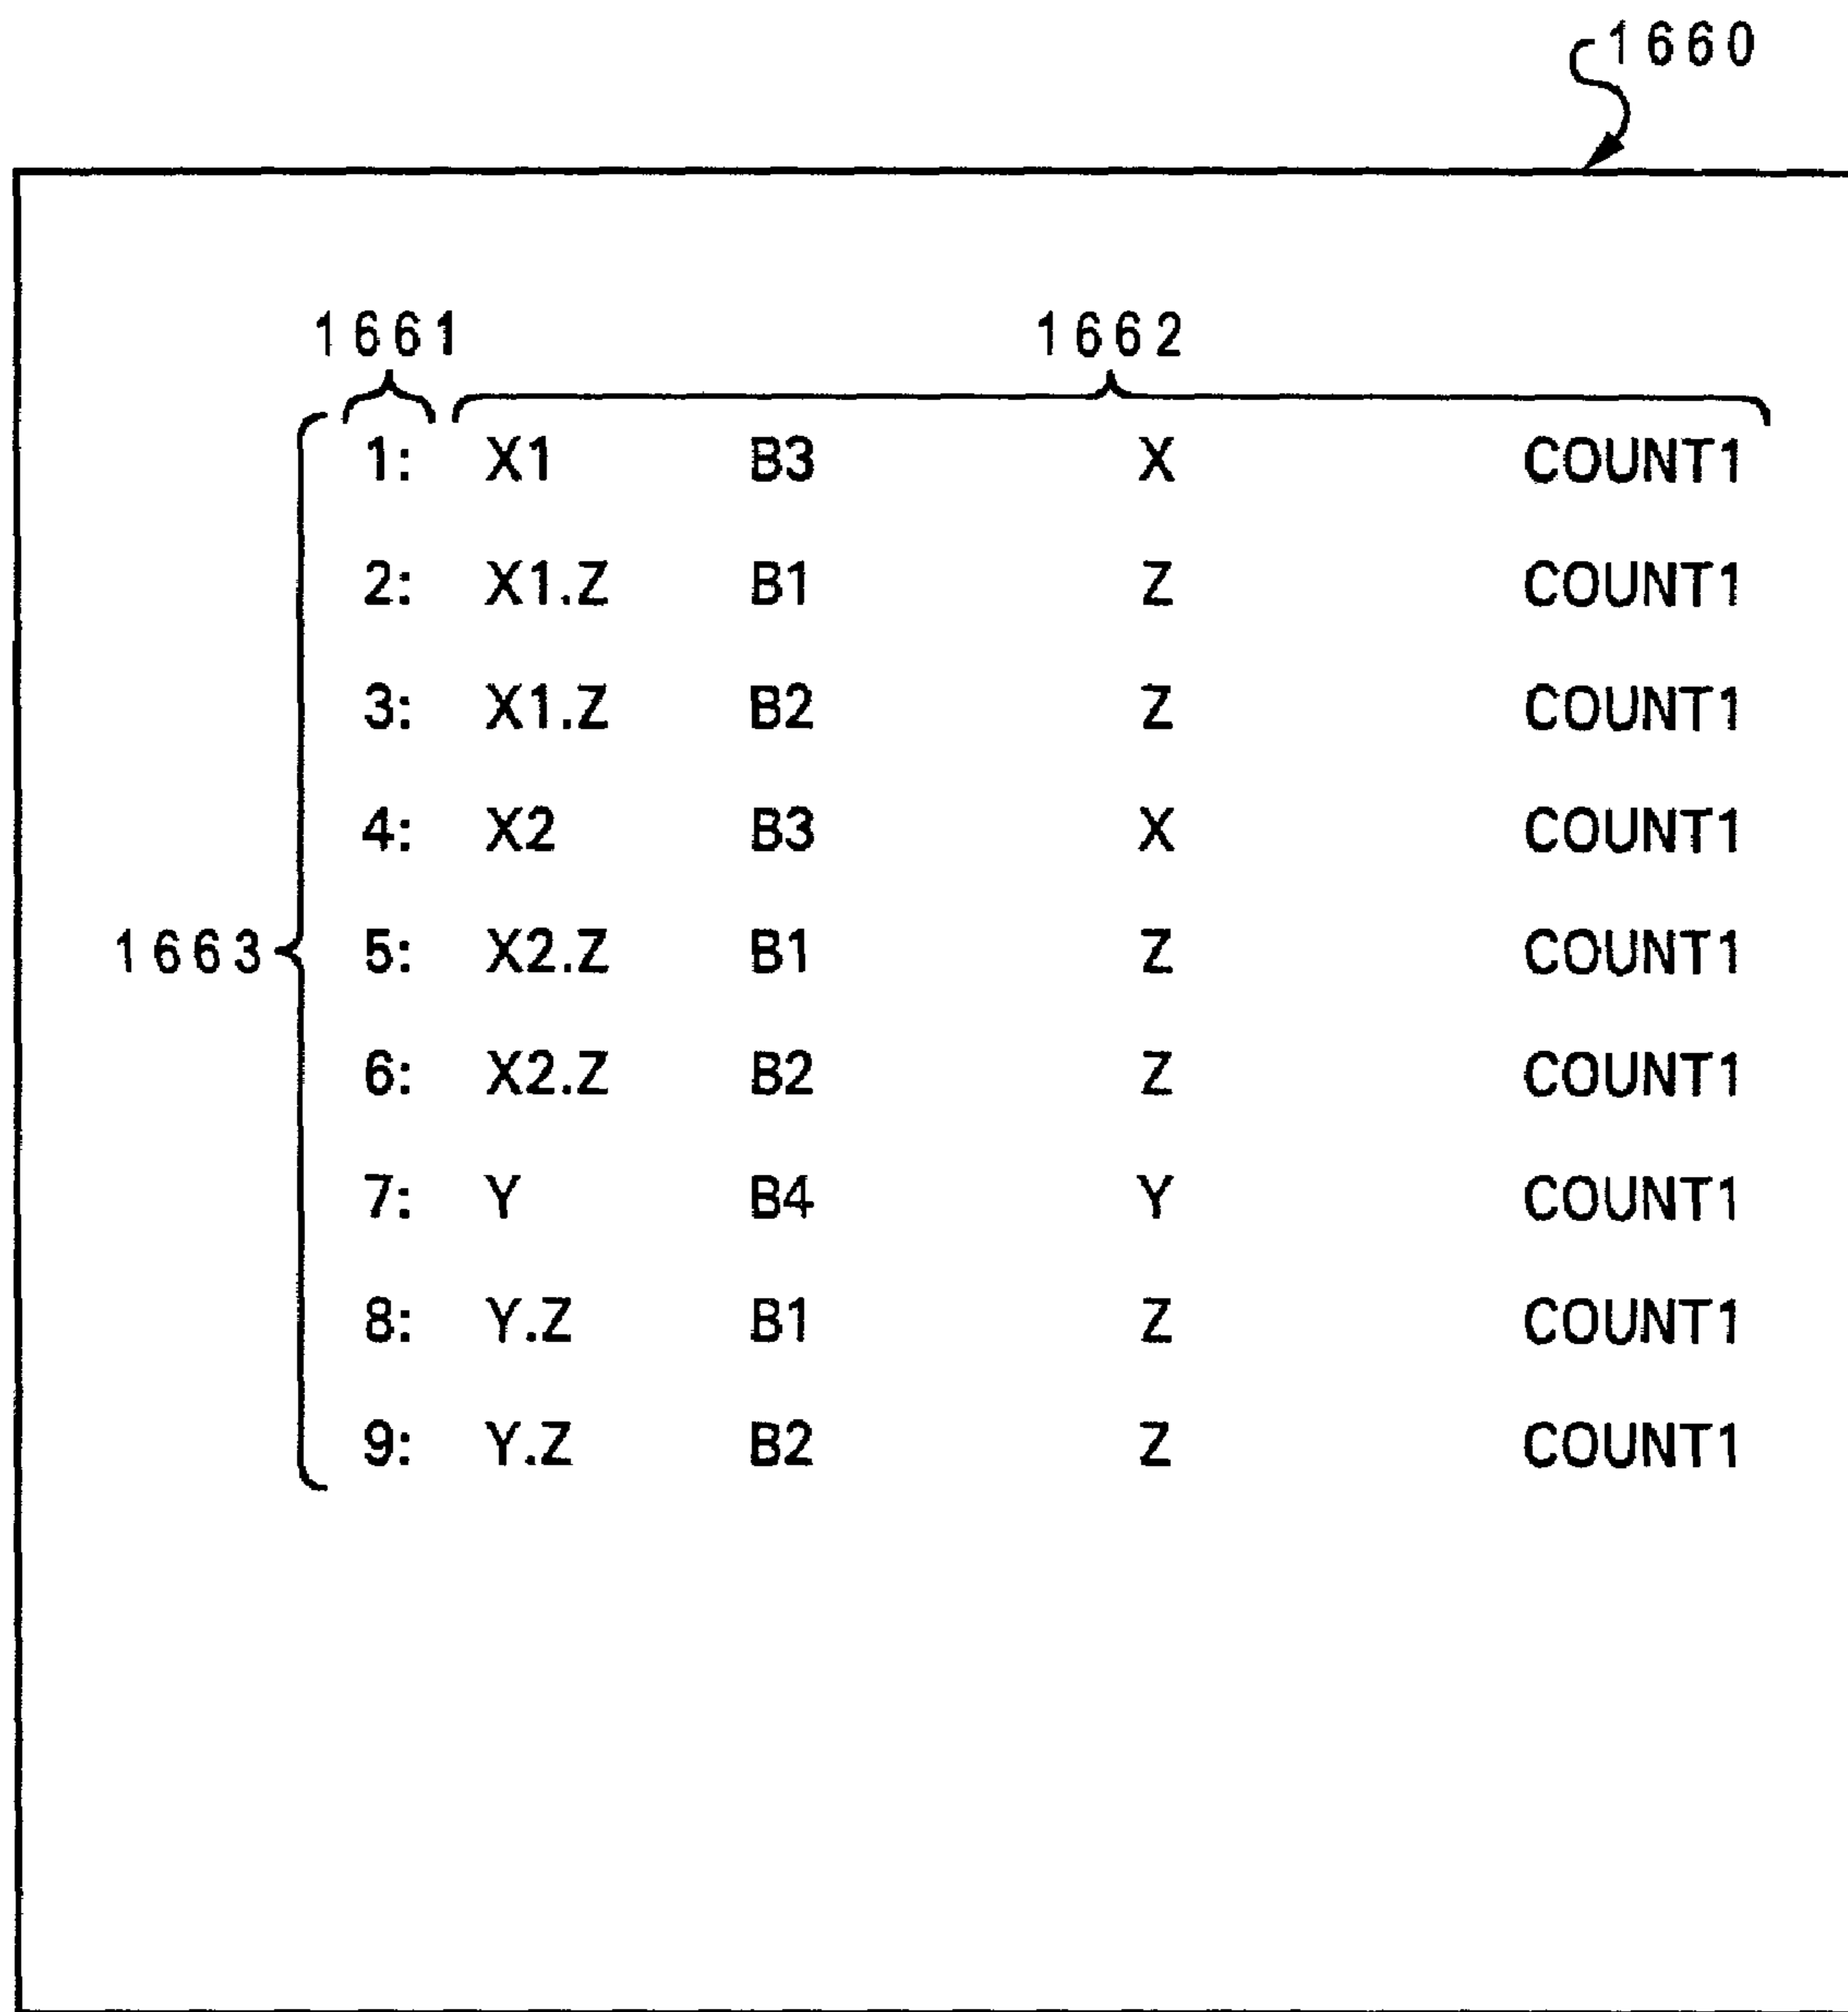 1660
1661 1662
1: X1 B3 X COUNT1
2: X1.Z B1 Z COUNT1
3: X1.Z B2 Z COUNT1
4: X2 B3 X COUNT1
1663 5: X2.Z B1 Z COUNT1
6: X2.Z B2 Z COUNT1
7: Y B4 Y COUNT1
8: Y.Z B1 Z COUNT1
9: Y.Z B2 Z COUNT1